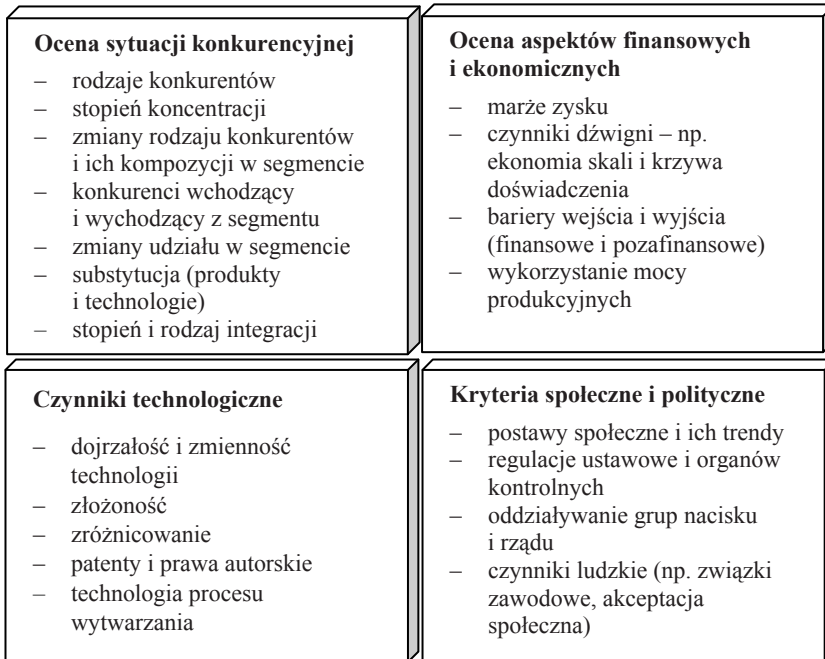 Ocena sytuacji konkurencyjnej
– rodzaje konkurentów
– stopień koncentracji
– zmiany rodzaju konkurentów
i ich kompozycji w segmencie
– konkurenci wchodzący
i wychodzący z segmentu
– zmiany udziału w segmencie
– substytucja (produkty
i technologie)
– stopień i rodzaj integracji
Ocena aspektów finansowych
i ekonomicznych
– marże zysku
– czynniki dźwigni – np.
ekonomia skali i krzywa
doświadczenia
– bariery wejścia i wyjścia
(finansowe i pozafinansowe)
– wykorzystanie mocy
produkcyjnych
Czynniki technologiczne
– dojrzałość i zmienność
technologii
– złożoność
– zróżnicowanie
– patenty i prawa autorskie
– technologia procesu
wytwarzania
Kryteria społeczne i polityczne
– postawy społeczne i ich trendy
– regulacje ustawowe i organów
kontrolnych
– oddziaływanie grup nacisku
i rządu
– czynniki ludzkie (np. związki
zawodowe, akceptacja
społeczna)